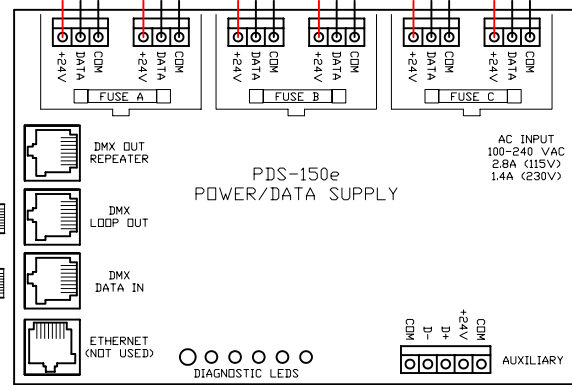 +24V DATA COM +24V DATA COM +24V DATA COM +24V DATA COM +24V DATA COM +24V DATA COM
FUSE A FUSE B FUSE C
DMX OUT
REPEATER
AC INPUT
100-240 VAC
2.8A (115V)
1.4A (230V)
PDS-150e
POWER/DATA SUPPLY
DMX
LOOP OUT
DMX
DATA IN
ETHERNET
(NOT USED)
DIAGNOSTIC LEDS
COM D- D+ +24V COM
AUXILIARY